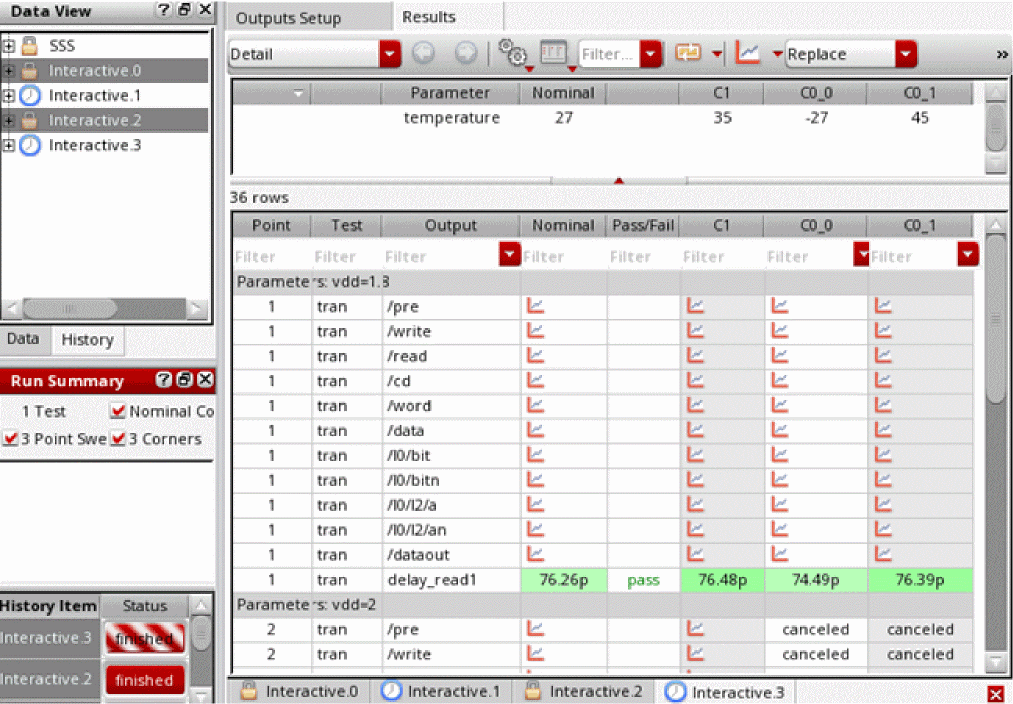 Data View
SSS
Interactive.0
Interactive.1
Interactive.2
Interactive.3
Data History
Run Summary
1 Test Nominal Co
3 Point Swe 3 Corners
History Item Status
Interactive.3 finished
Interactive.2 finished
Outputs Setup Results
Detail Filter... Replace »
Parameter Nominal C1 C0_0 C0_1
temperature 27 35 -27 45
36 rows
Point Test Output Nominal Pass/Fail C1 C0_0 C0_1
Filter Filter Filter Filter Filter Filter Filter Filter
Parameters: vdd=1.8
1 tran /pre
1 tran /write
1 tran /read
1 tran /cd
1 tran /word
1 tran /data
1 tran /I0/bit
1 tran /I0/bitn
1 tran /I0/I2/a
1 tran /I0/I2/an
1 tran /dataout
1 tran delay_read1 76.26p pass 76.48p 74.49p 76.39p
Parameters: vdd=2
2 tran /pre canceled canceled
2 tran /write canceled canceled
Interactive.0 Interactive.1 Interactive.2 Interactive.3